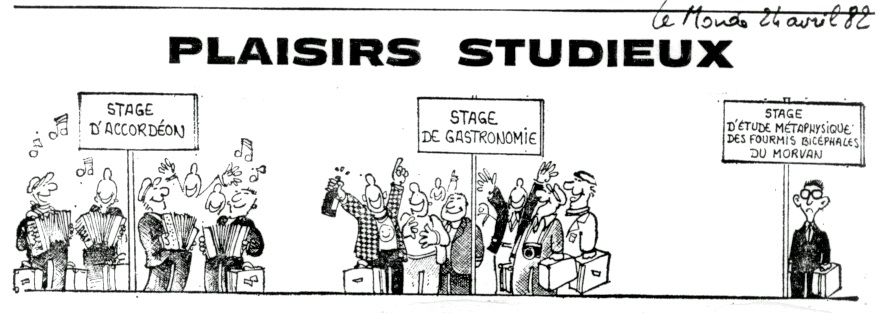 le Monde 24 avril 82
PLAISIRS STUDIEUX
STAGE
D'ACCORDÉON
STAGE
DE GASTRONOMIE
STAGE
D'ÉTUDE MÉTAPHYSIQUE
DES FOURMIS BICÉPHALES
DU MORVAN